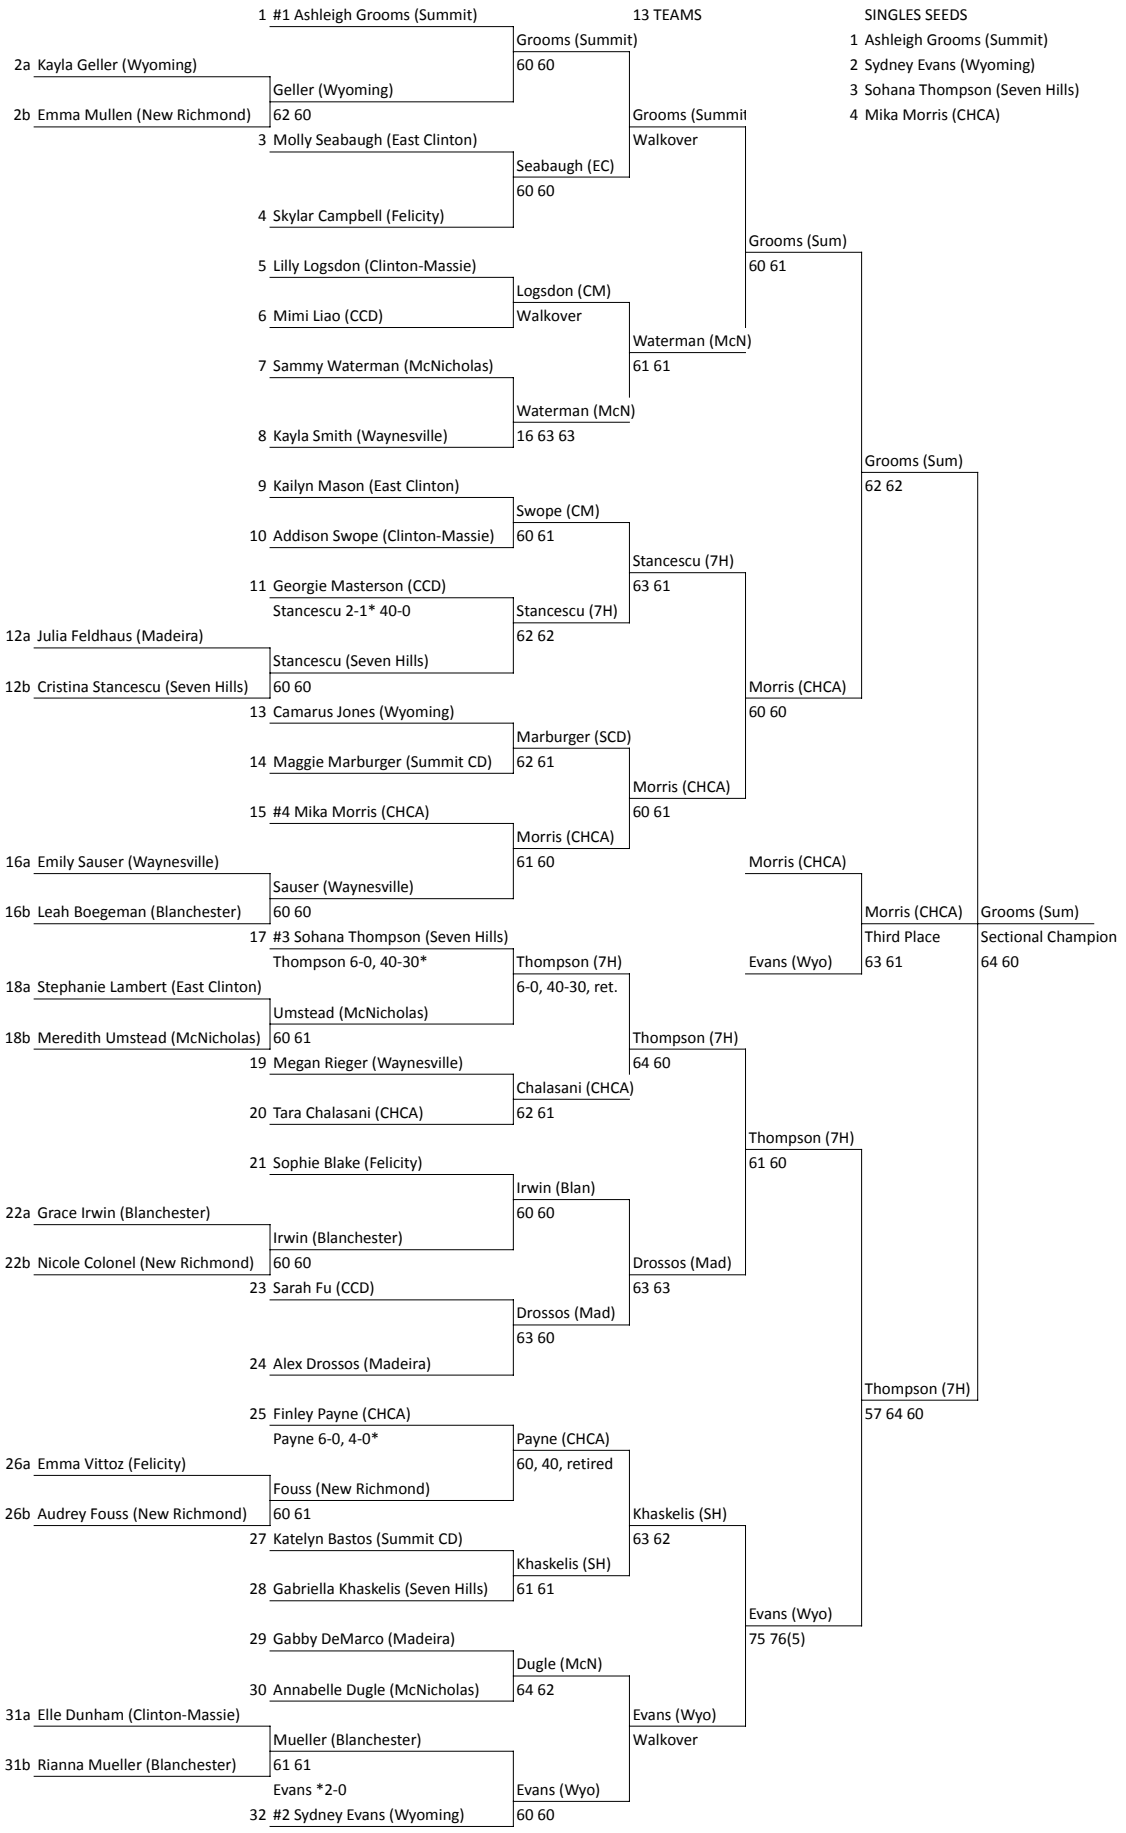 1 #1 Ashleigh Grooms (Summit)
13 TEAMS
SINGLES SEEDS
Grooms (Summit)
1 Ashleigh Grooms (Summit)
2a Kayla Geller (Wyoming)
60 60
2 Sydney Evans (Wyoming)
Geller (Wyoming)
3 Sohana Thompson (Seven Hills)
2b Emma Mullen (New Richmond)
62 60
Grooms (Summit
4 Mika Morris (CHCA)
3 Molly Seabaugh (East Clinton)
Walkover
Seabaugh (EC)
60 60
4 Skylar Campbell (Felicity)
Grooms (Sum)
5 Lilly Logsdon (Clinton-Massie)
60 61
Logsdon (CM)
6 Mimi Liao (CCD)
Walkover
Waterman (McN)
7 Sammy Waterman (McNicholas)
61 61
Waterman (McN)
8 Kayla Smith (Waynesville)
16 63 63
Grooms (Sum)
9 Kailyn Mason (East Clinton)
62 62
Swope (CM)
10 Addison Swope (Clinton-Massie)
60 61
Stancescu (7H)
11 Georgie Masterson (CCD)
63 61
Stancescu 2-1* 40-0
Stancescu (7H)
12a Julia Feldhaus (Madeira)
62 62
Stancescu (Seven Hills)
12b Cristina Stancescu (Seven Hills)
60 60
Morris (CHCA)
13 Camarus Jones (Wyoming)
60 60
Marburger (SCD)
14 Maggie Marburger (Summit CD)
62 61
Morris (CHCA)
15 #4 Mika Morris (CHCA)
60 61
Morris (CHCA)
16a Emily Sauser (Waynesville)
61 60
Morris (CHCA)
Sauser (Waynesville)
16b Leah Boegeman (Blanchester)
60 60
Morris (CHCA)
Grooms (Sum)
17 #3 Sohana Thompson (Seven Hills)
Third Place
Sectional Champion
Thompson 6-0, 40-30*
Thompson (7H)
Evans (Wyo)
63 61
64 60
18a Stephanie Lambert (East Clinton)
6-0, 40-30, ret.
Umstead (McNicholas)
18b Meredith Umstead (McNicholas)
60 61
Thompson (7H)
19 Megan Rieger (Waynesville)
64 60
Chalasani (CHCA)
20 Tara Chalasani (CHCA)
62 61
Thompson (7H)
21 Sophie Blake (Felicity)
61 60
Irwin (Blan)
22a Grace Irwin (Blanchester)
60 60
Irwin (Blanchester)
22b Nicole Colonel (New Richmond)
60 60
Drossos (Mad)
23 Sarah Fu (CCD)
63 63
Drossos (Mad)
63 60
24 Alex Drossos (Madeira)
Thompson (7H)
25 Finley Payne (CHCA)
57 64 60
Payne 6-0, 4-0*
Payne (CHCA)
26a Emma Vittoz (Felicity)
60, 40, retired
Fouss (New Richmond)
26b Audrey Fouss (New Richmond)
60 61
Khaskelis (SH)
27 Katelyn Bastos (Summit CD)
63 62
Khaskelis (SH)
28 Gabriella Khaskelis (Seven Hills)
61 61
Evans (Wyo)
29 Gabby DeMarco (Madeira)
75 76(5)
Dugle (McN)
30 Annabelle Dugle (McNicholas)
64 62
31a Elle Dunham (Clinton-Massie)
Evans (Wyo)
Mueller (Blanchester)
Walkover
31b Rianna Mueller (Blanchester)
61 61
Evans *2-0
Evans (Wyo)
32 #2 Sydney Evans (Wyoming)
60 60